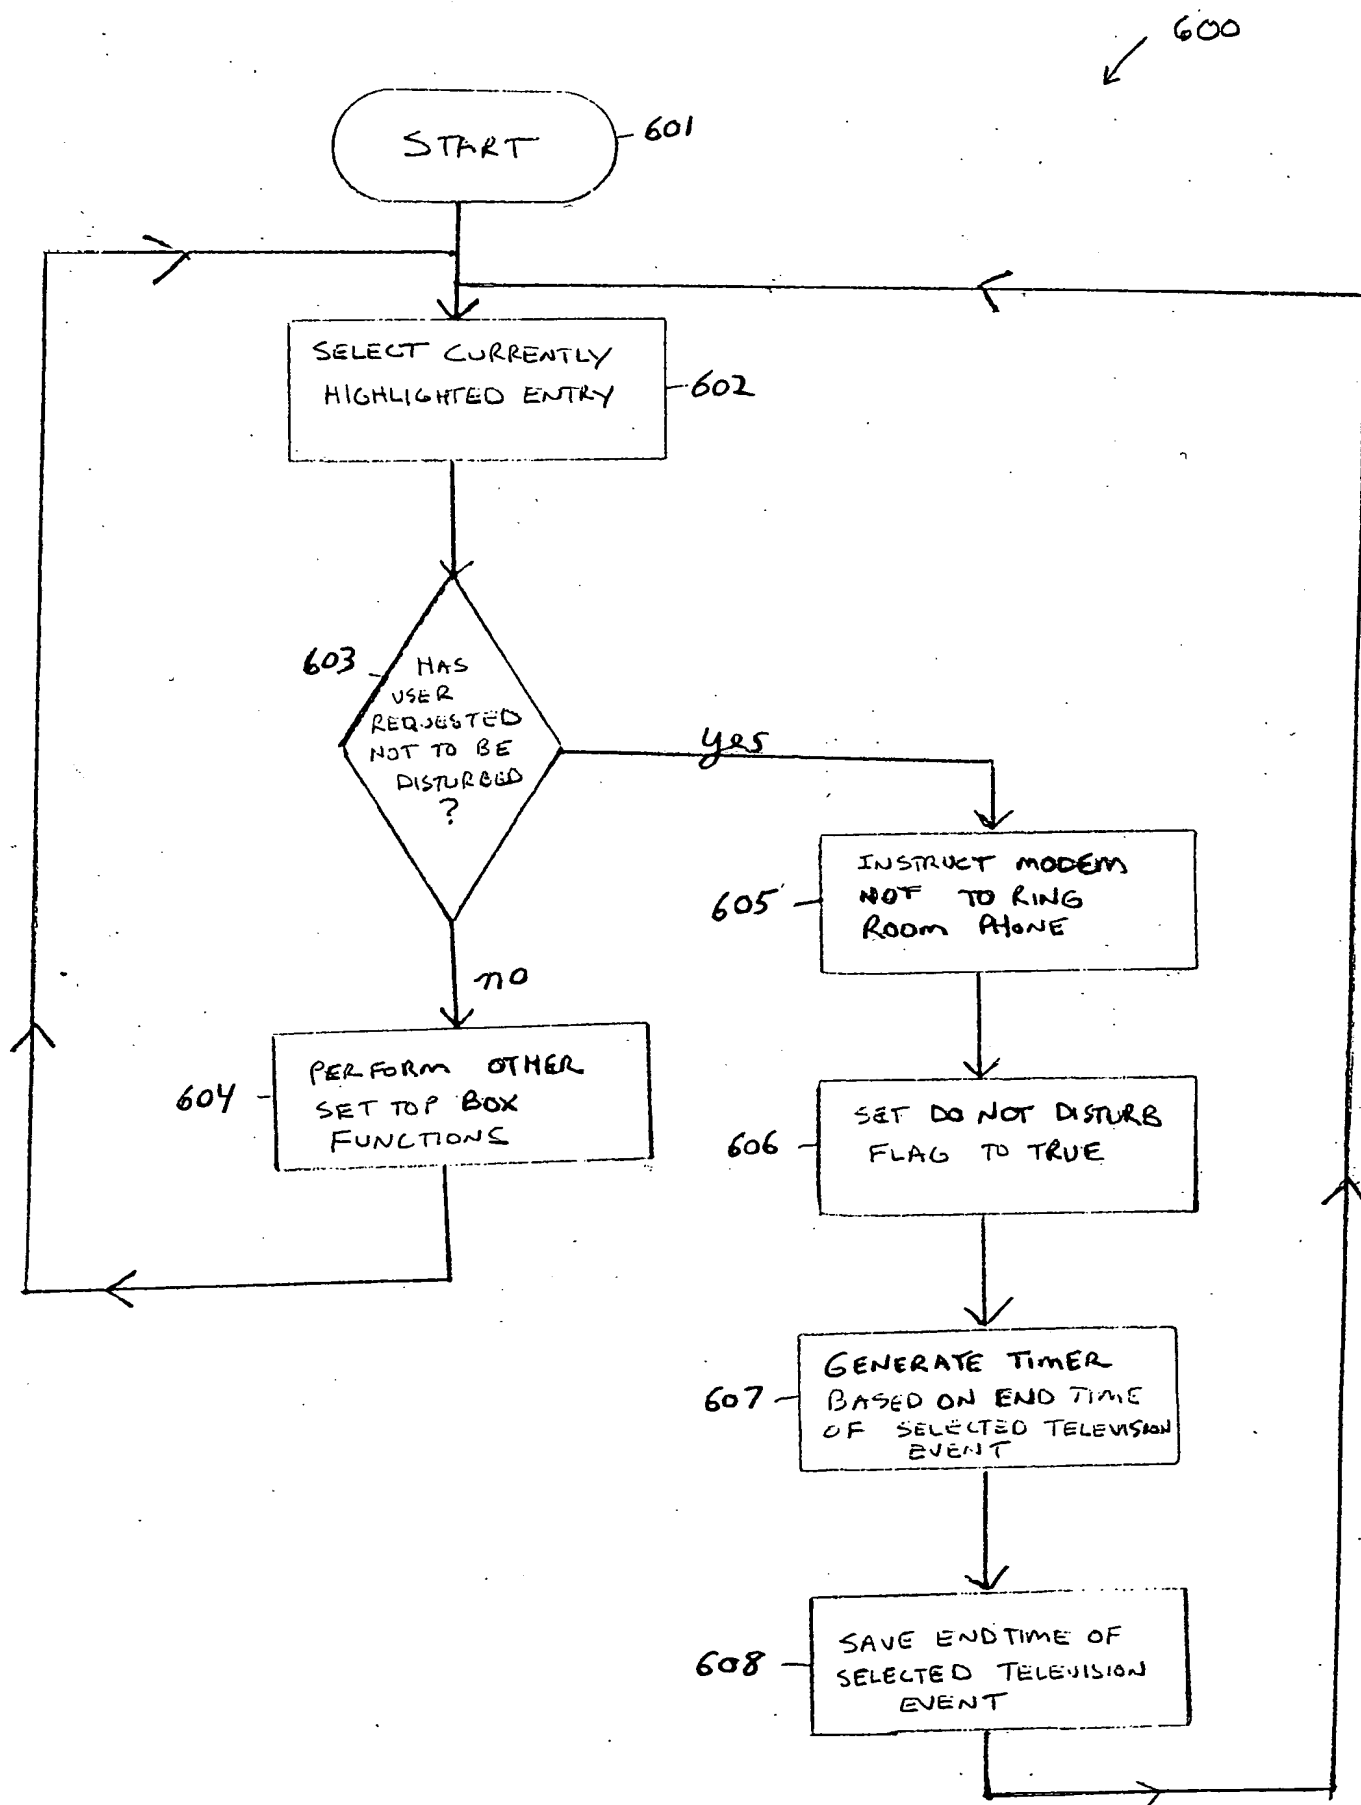 600
START
601
SELECT CURRENTLY
HIGHLIGHTED ENTRY
602
603
HAS
USER
REQUESTED
NOT TO BE
DISTURBED
?
yes
no
PERFORM OTHER
SET TOP BOX
FUNCTIONS
604
INSTRUCT MODEM
NOT TO RING
ROOM PHONE
605
SET DO NOT DISTURB
FLAG TO TRUE
606
GENERATE TIMER
BASED ON END TIME
OF SELECTED TELEVISION
EVENT
607
SAVE ENDTIME OF
SELECTED TELEVISION
EVENT
608